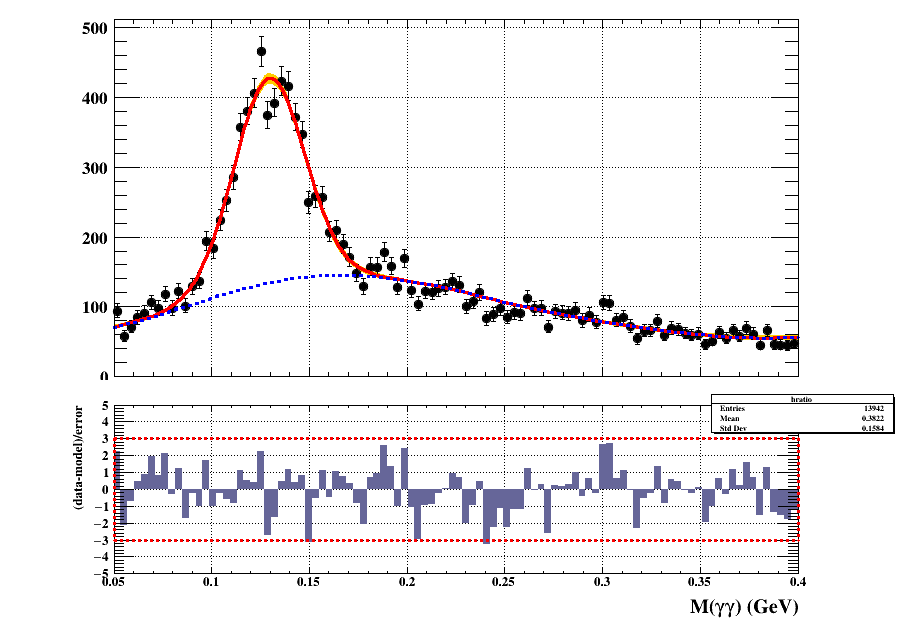 500
400
300
200
100
0
hratio
Entries 13942
Mean 0.3822
Std Dev 0.1584
(data-model)/error
5
4
3
2
1
0
−1
−2
−3
−4
−5
0.05 0.1 0.15 0.2 0.25 0.3 0.35 0.4
M(γγ) (GeV)